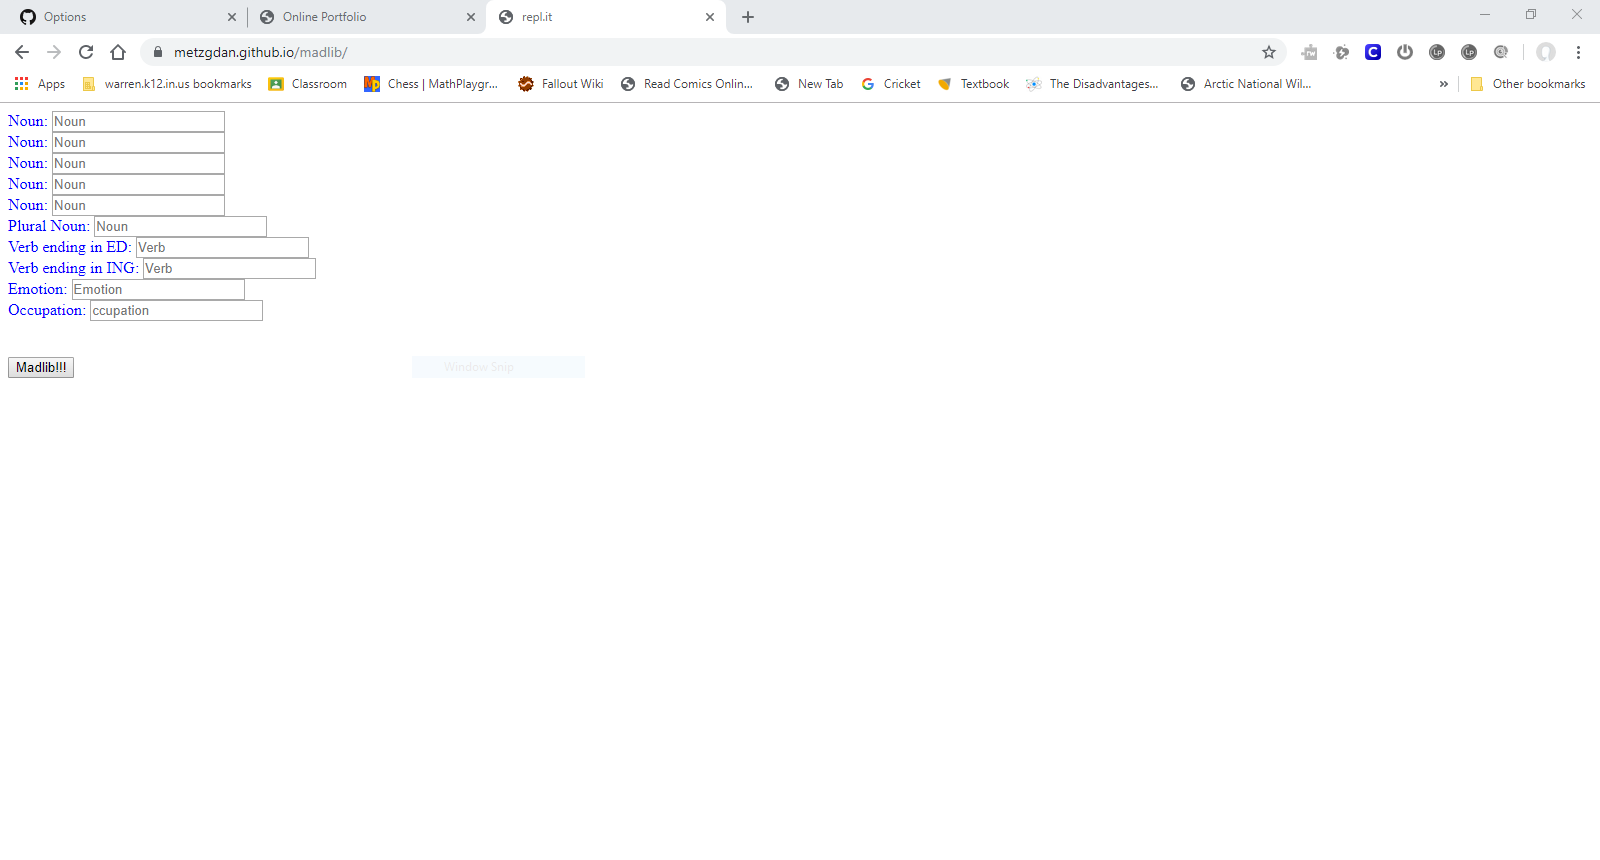 Options
Online Portfolio
repl.it
metzgdan.github.io/madlib/
Apps
warren.k12.in.us bookmarks
Classroom
Chess | MathPlaygr...
Fallout Wiki
Read Comics Onlin...
New Tab
Cricket
Textbook
The Disadvantages...
Arctic National Wil...
»
Other bookmarks
Noun: Noun
Noun: Noun
Noun: Noun
Noun: Noun
Noun: Noun
Plural Noun: Noun
Verb ending in ED: Verb
Verb ending in ING: Verb
Emotion: Emotion
Occupation: ccupation
Madlib!!!
Window Snip